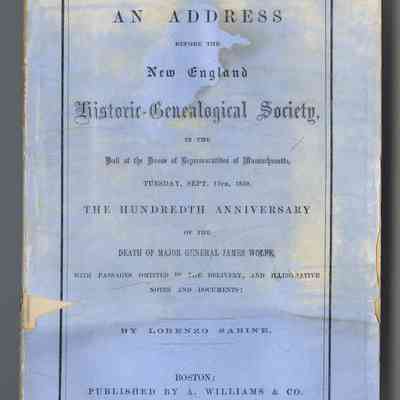 AN ADDRESS
BEFORE THE
New England
Historic-Genealogical Society,
IN THE
Hall of the House of Representatives of Massachusetts,
TUESDAY, SEPT. 13TH, 1859.
THE HUNDREDTH ANNIVERSARY
OF THE
DEATH OF MAJOR GENERAL JAMES WOLFE,
WITH PASSAGES OMITTED IN THE DELIVERY, AND ILLUSTRATIVE
NOTES AND DOCUMENTS:
BY LORENZO SABINE.
BOSTON:
PUBLISHED BY A. WILLIAMS & CO.